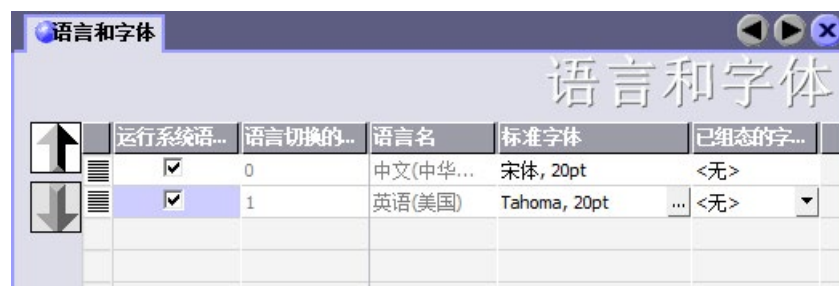 语言和字体
语言和字体
运行系统语... 语言切换的... 语言名 标准字体 已组态的字...
0 中文(中华... 宋体, 20pt <无>
1 英语(美国) Tahoma, 20pt ... <无>